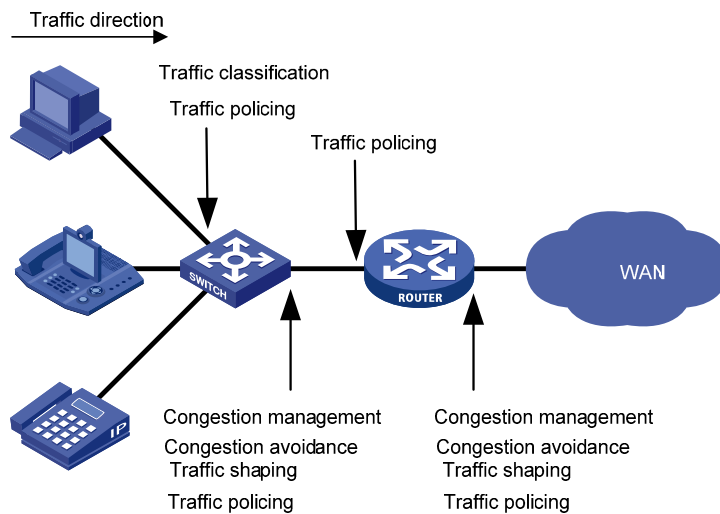 Traffic direction
Traffic classification
Traffic policing
Traffic policing
SWITCH
ROUTER
WAN
IP
Congestion management
Congestion avoidance
Traffic shaping
Traffic policing
Congestion management
Congestion avoidance
Traffic shaping
Traffic policing